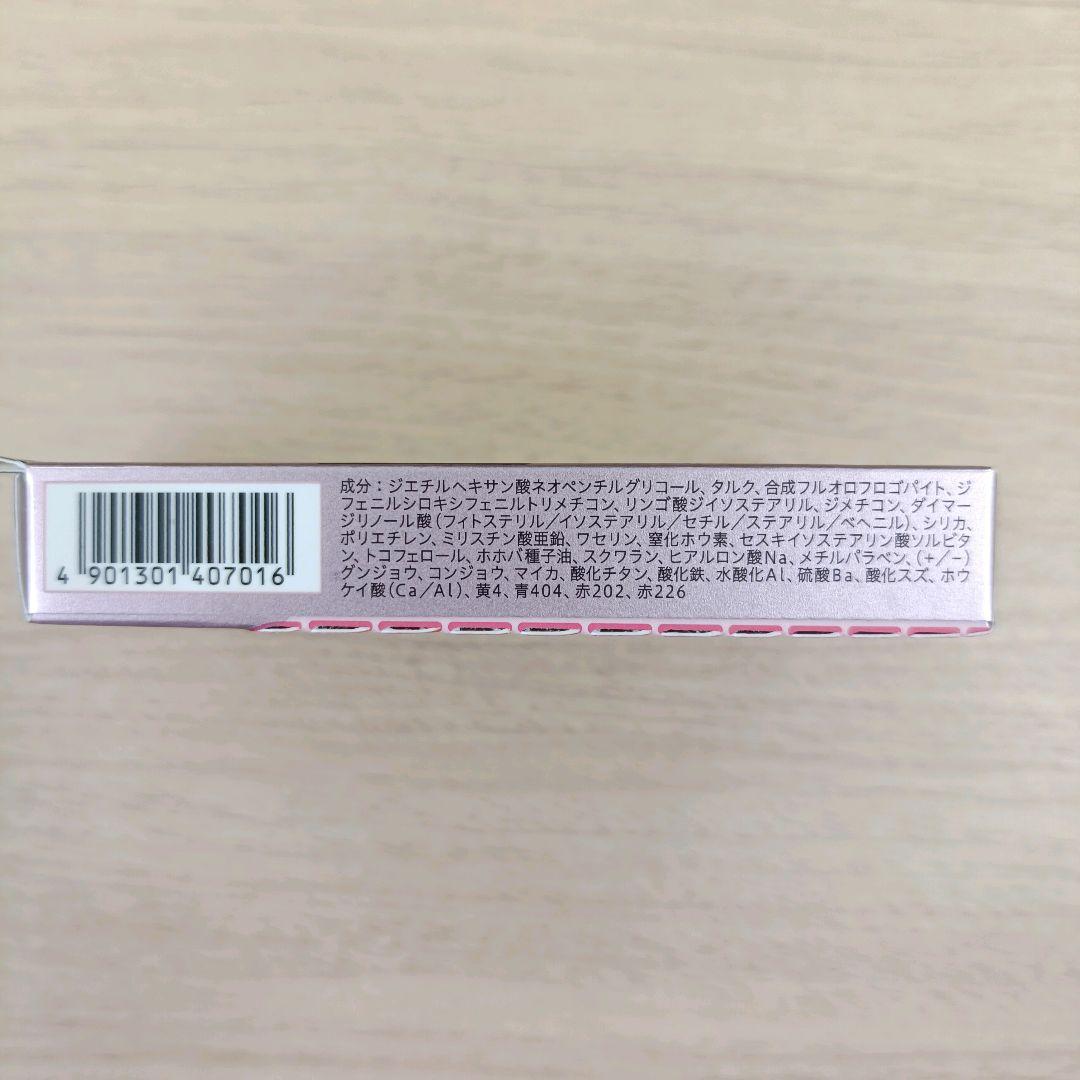 成分：ジエチルヘキサン酸ネオペンチルグリコール、タルク、合成フルオロフロゴパイト、ジ
フェニルシロキシフェニルトリメチコン、リンゴ酸ジイソステアリル、ジメチコン、ダイマー
ジリノール酸(フィトステリル／イソステアリル／セチル／ステアリル／ベヘニル)、シリカ、
ポリエチレン、ミリスチン酸亜鉛、ワセリン、窒化ホウ素、セスキイソステアリン酸ソルビタ
ン、トコフェロール、ホホバ種子油、スクワラン、ヒアルロン酸Na、メチルパラベン、(+／−)
グンジョウ、コンジョウ、マイカ、酸化チタン、酸化鉄、水酸化Al、硫酸Ba、酸化スズ、ホウ
ケイ酸(Ca／Al)、黄4、青404、赤202、赤226
4 901301 407016